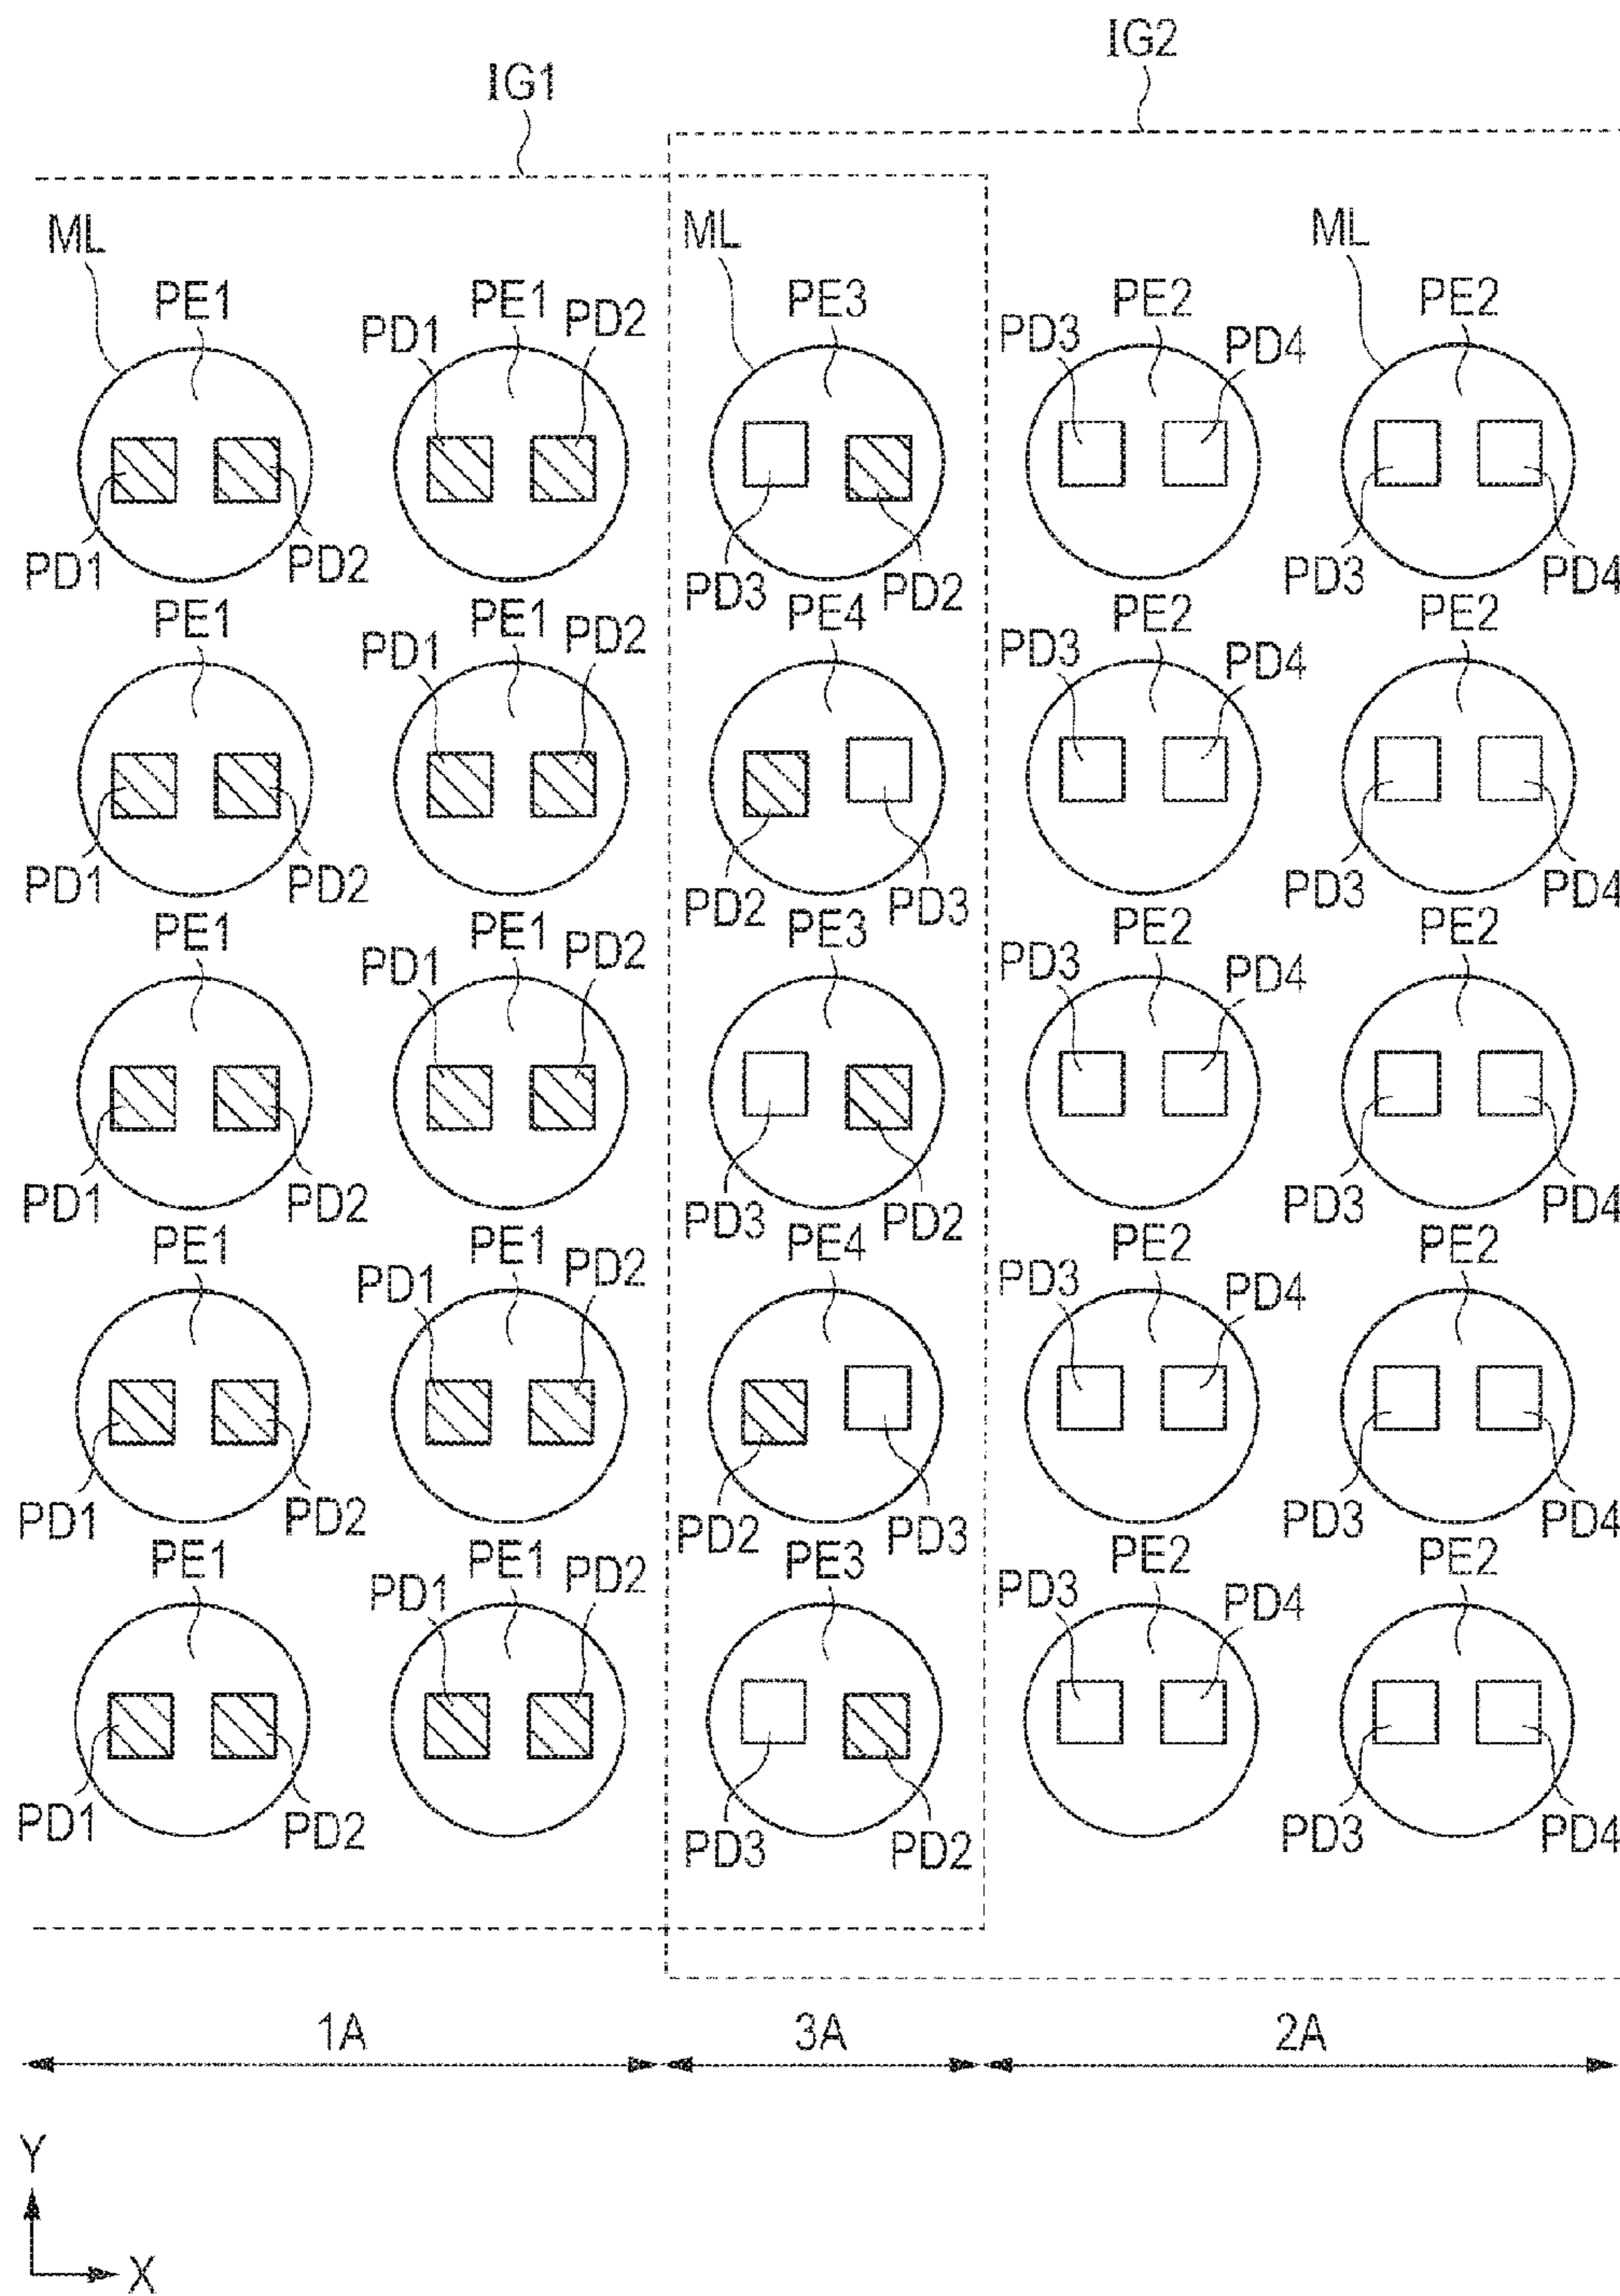 IG2
IG1
ML ML ML
PE1 PE1 PE3 PE2 PE2
PD1 PD2 PD3 PD4
PD1 PD2 PD3 PD2 PD3 PD4
PE1 PE1 PE4 PE2 PE2
PD1 PD2 PD3 PD4
PD1 PD2 PD2 PD3 PD3 PD4
PE1 PE1 PE3 PE2 PE2
PD1 PD2 PD3 PD4
PD1 PD2 PD3 PD2 PD3 PD4
PE1 PE1 PE4 PE2 PE2
PD1 PD2 PD3 PD4
PD1 PD2 PD2 PD3 PD3 PD4
PE1 PE1 PE3 PE2 PE2
PD1 PD2 PD3 PD4
PD1 PD2 PD3 PD2 PD3 PD4
1A 3A 2A
Y
X